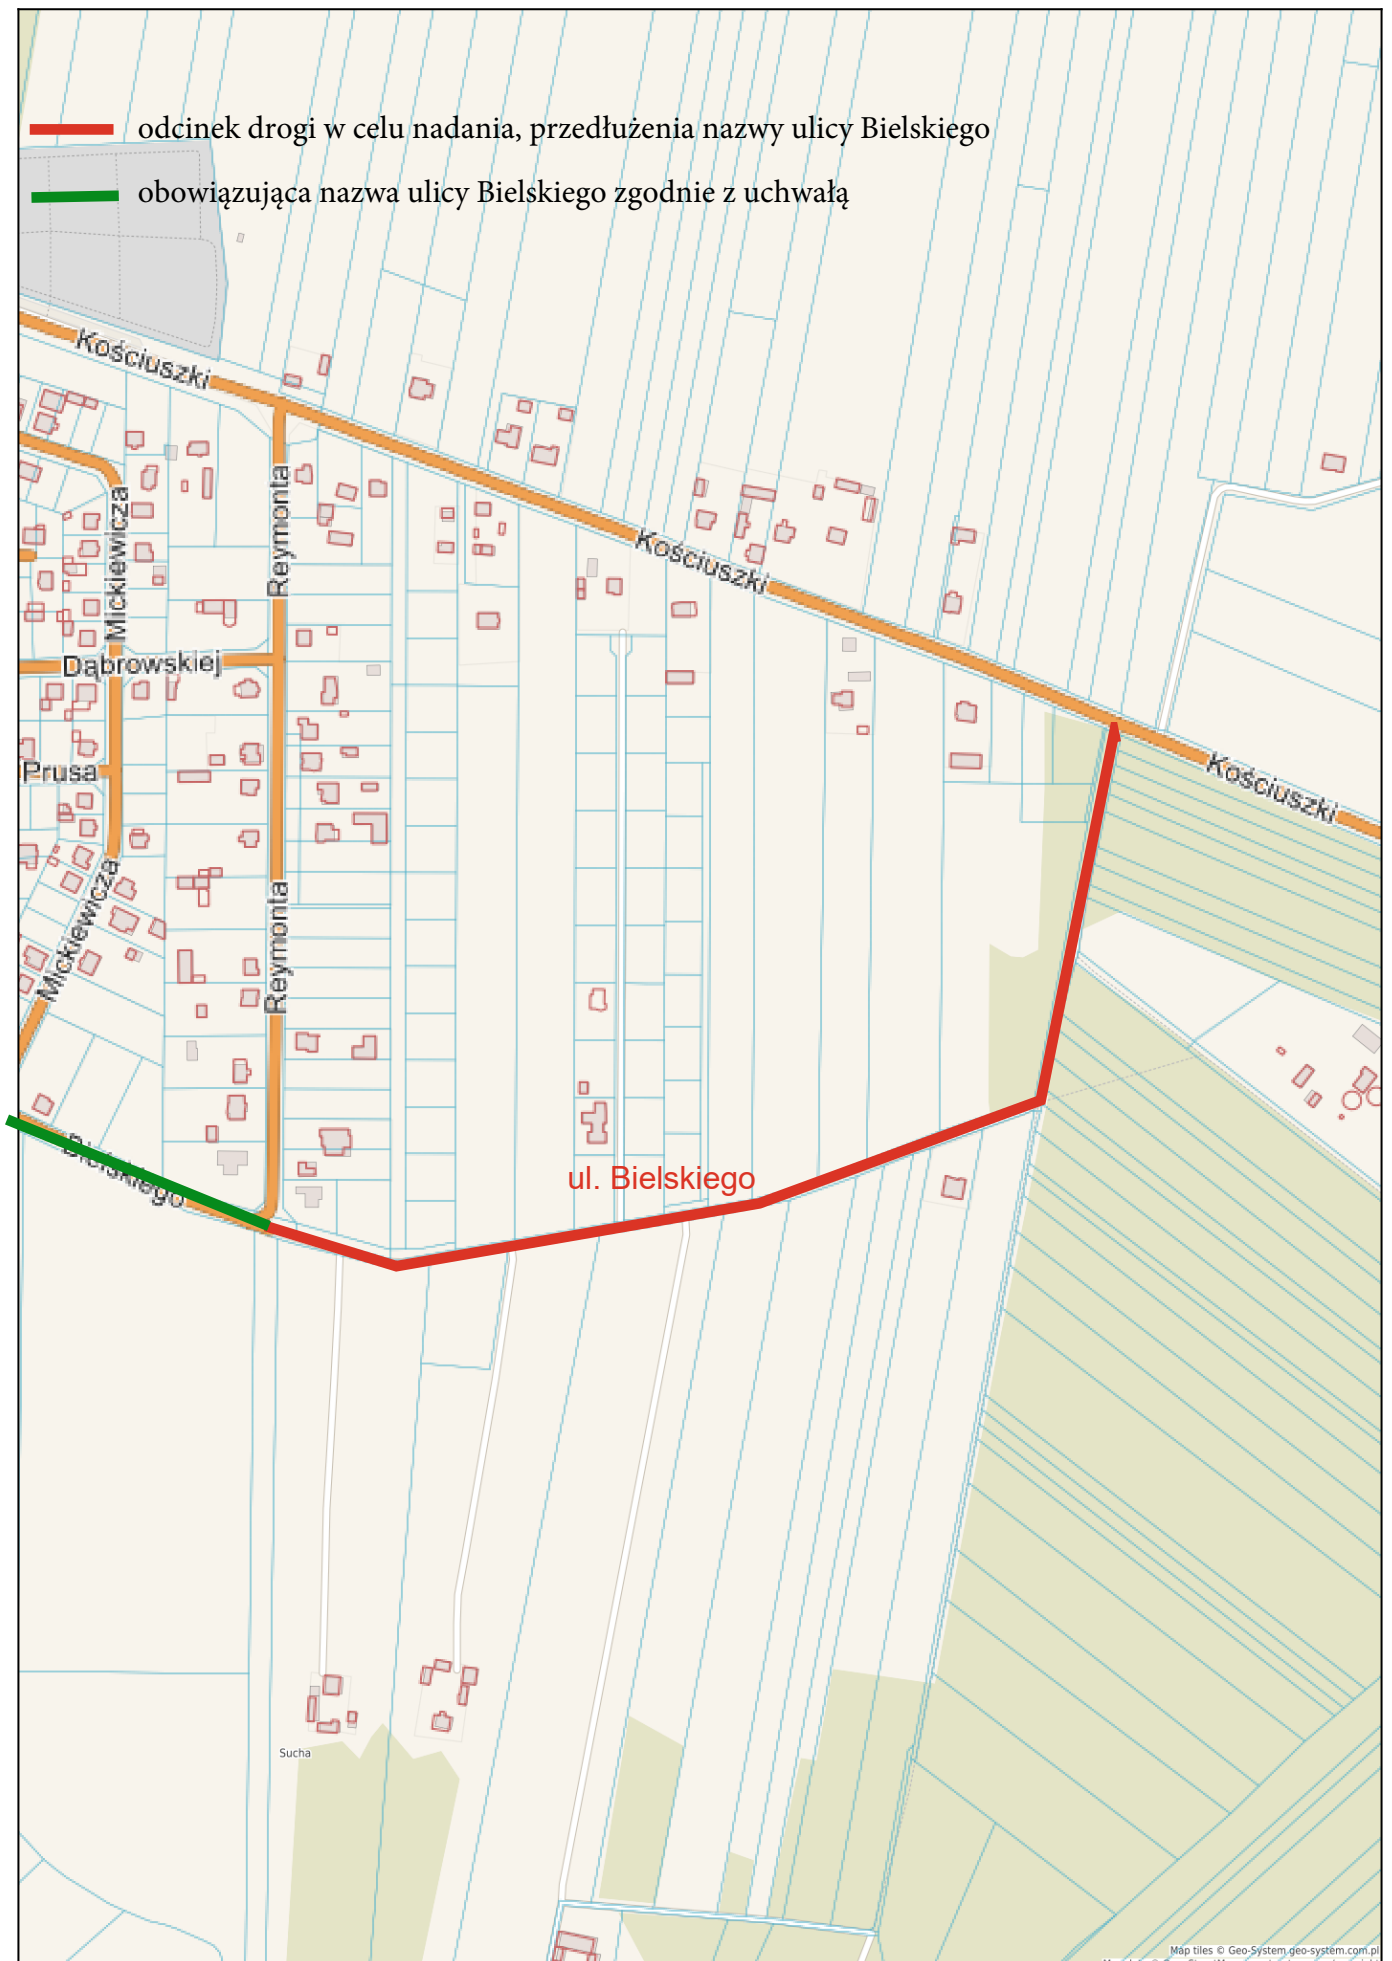 odcinek drogi w celu nadania, przedłużenia nazwy ulicy Bielskiego
obowiązująca nazwa ulicy Bielskiego zgodnie z uchwałą
Kościuszki
Mickiewicza
Reymonta
Kościuszki
Dąbrowskiej
Prusa
Kościuszki
Mickiewicza
Reymonta
Bielskiego
ul. Bielskiego
Sucha
Map tiles © Geo-System geo-system.com.pl